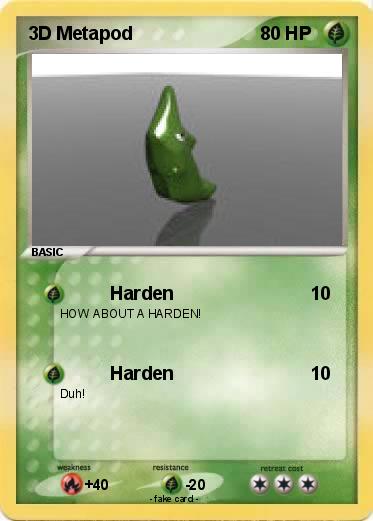 3D Metapod 80 HP
BASIC
Harden 10
HOW ABOUT A HARDEN!
Harden 10
Duh!
weakness resistance retreat cost
+40 -20
- fake card -